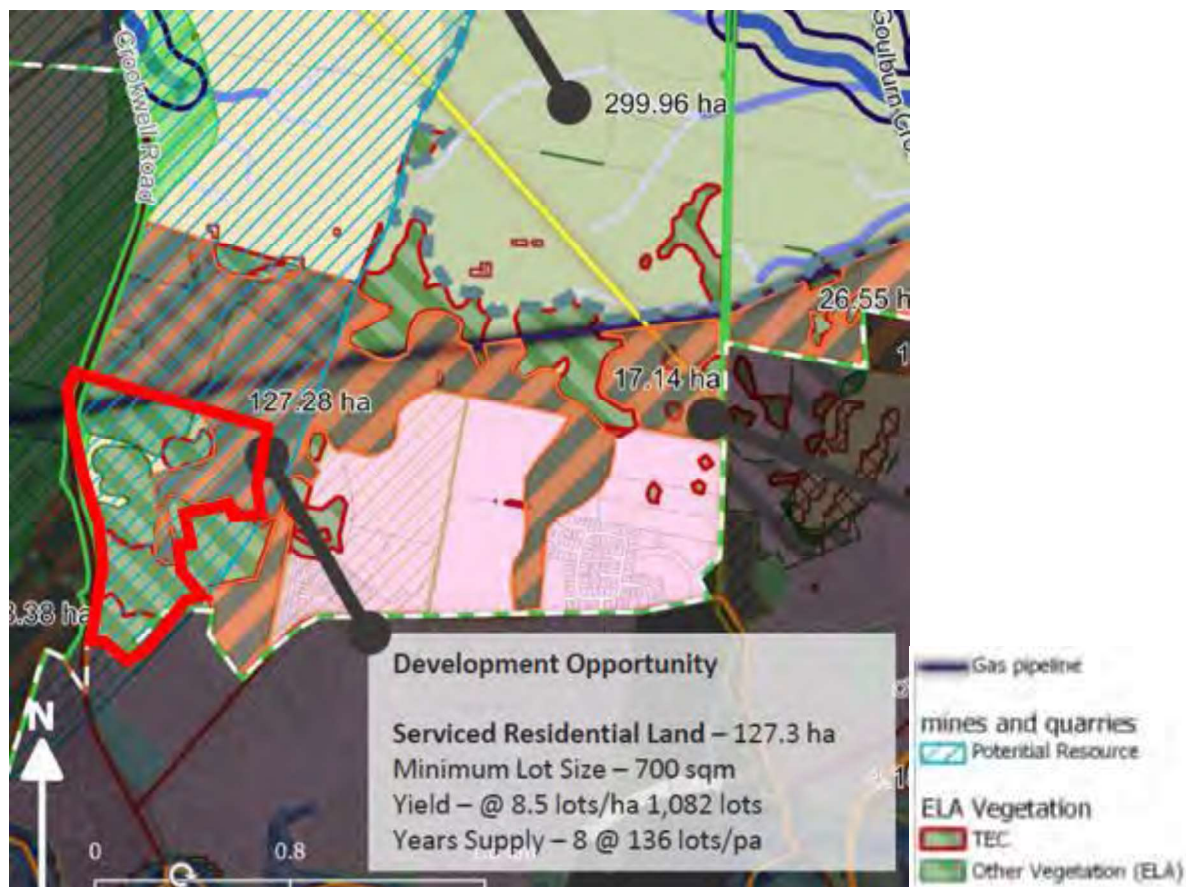 Crookwell Road
299.96 ha
Goulburn
26.55 h
17.14 ha
127.28 ha
.38 ha
N
0
0.8
Development Opportunity
Serviced Residential Land – 127.3 ha
Minimum Lot Size – 700 sqm
Yield – @ 8.5 lots/ha 1,082 lots
Years Supply – 8 @ 136 lots/pa
Gas pipeline
mines and quarries
Potential Resource
ELA Vegetation
TEC
Other Vegetation (ELA)